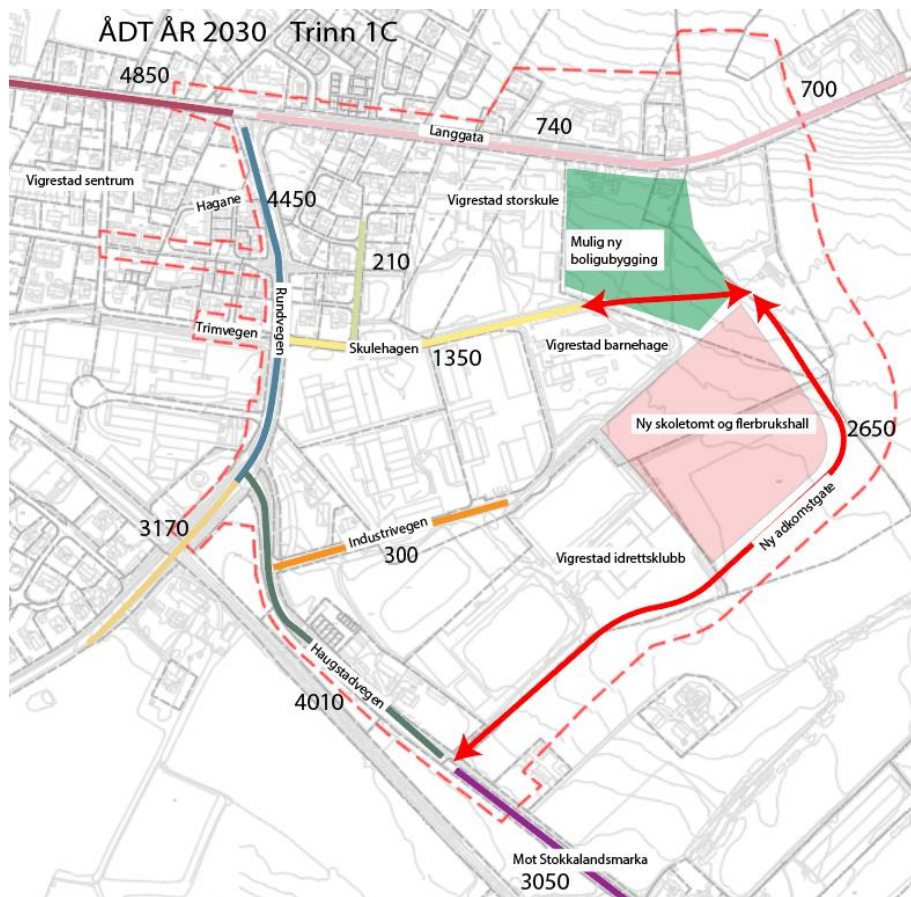 ÅDT ÅR 2030 Trinn 1C
4850
700
740
Langgata
Vigrestad sentrum
Hagane
4450
Vigrestad storskule
210
Mulig ny
boligubygging
Rundvegen
Trimvegen
Skulehagen
1350
Vigrestad barnehage
Ny skoletomt og flerbrukshall
2650
Ny adkomstgate
3170
Industrivegen
300
Vigrestad idrettsklubb
Haugstadvegen
4010
Mot Stokkalandsmarka
3050